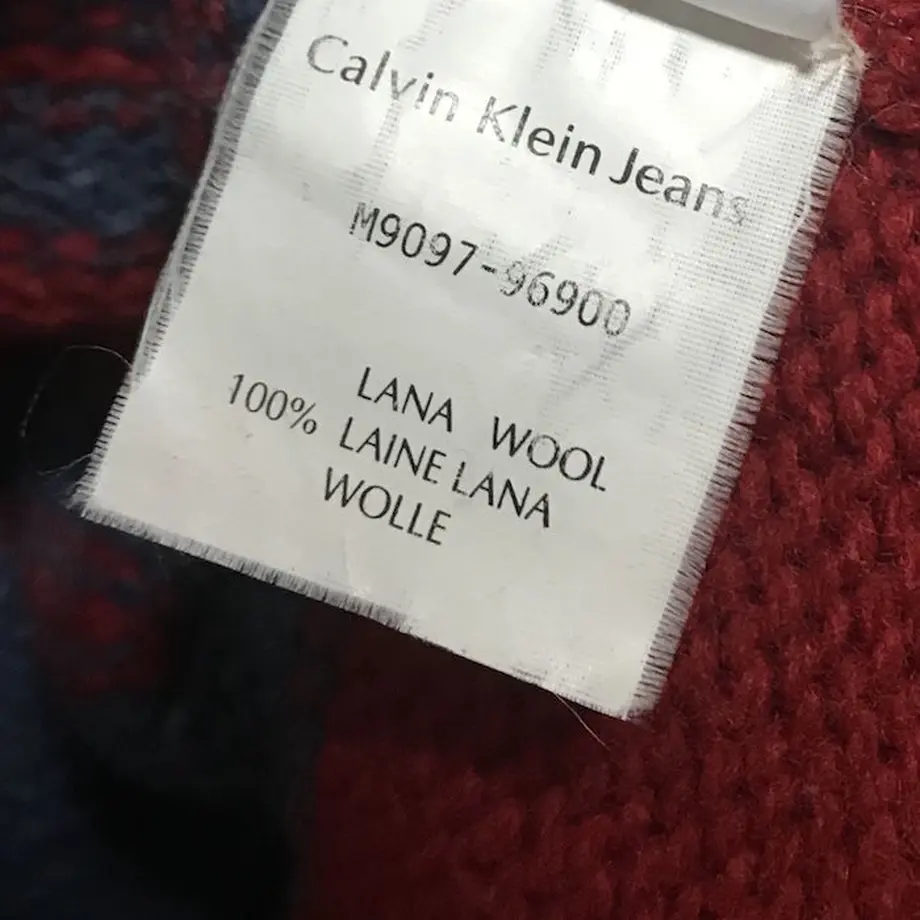 Calvin Klein Jeans
M9097-96900
LANA WOOL
100% LAINE LANA
WOLLE